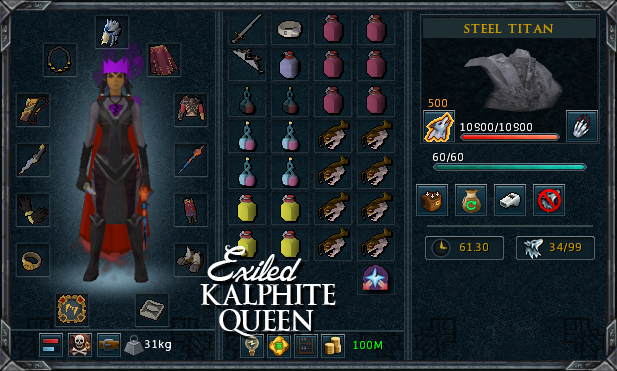 STEEL TITAN
500
10900/10900
60/60
61.30
34/99
Exiled
KALPHITE
QUEEN
31kg
100M